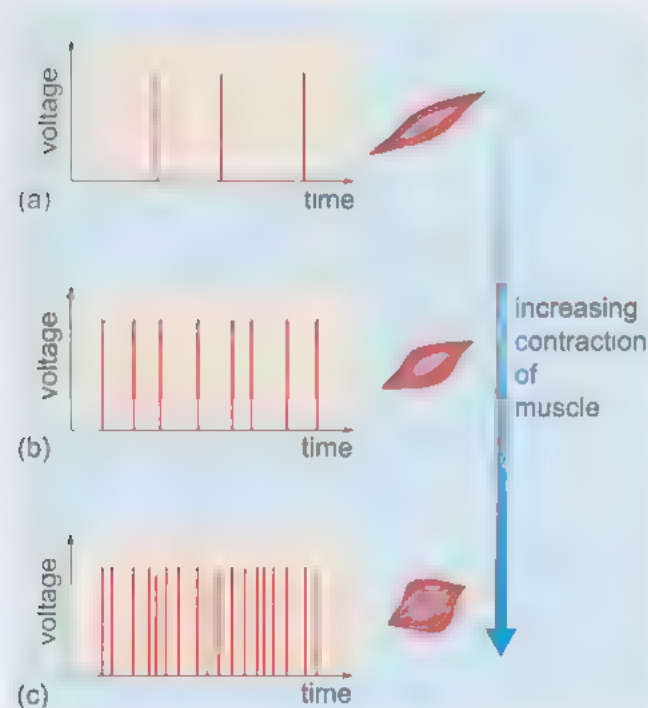 voltage
(a)
time
voltage
(b)
time
increasing
contraction
of
muscle
voltage
(c)
time